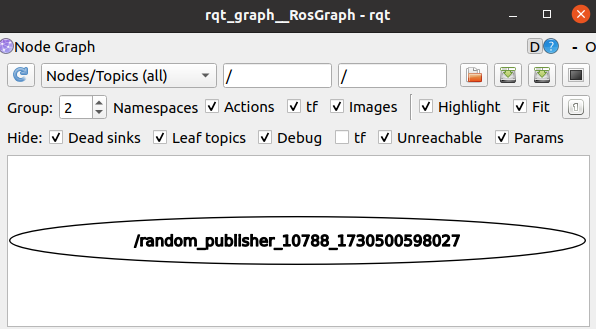 rqt_graph__RosGraph - rqt
Node Graph D ? - O
Nodes/Topics (all) / /
Group: 2 Namespaces Actions tf Images Highlight Fit
Hide: Dead sinks Leaf topics Debug tf Unreachable Params
/random_publisher_10788_1730500598027